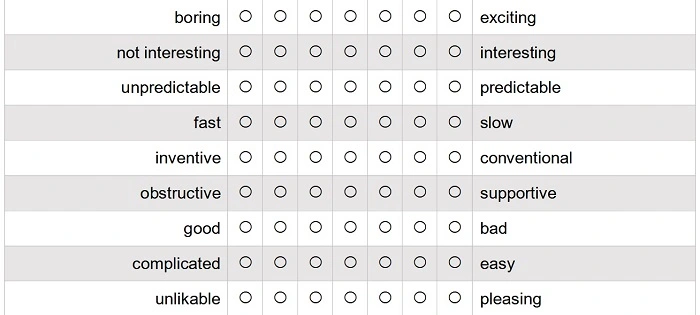 boring exciting
not interesting interesting
unpredictable predictable
fast slow
inventive conventional
obstructive supportive
good bad
complicated easy
unlikable pleasing